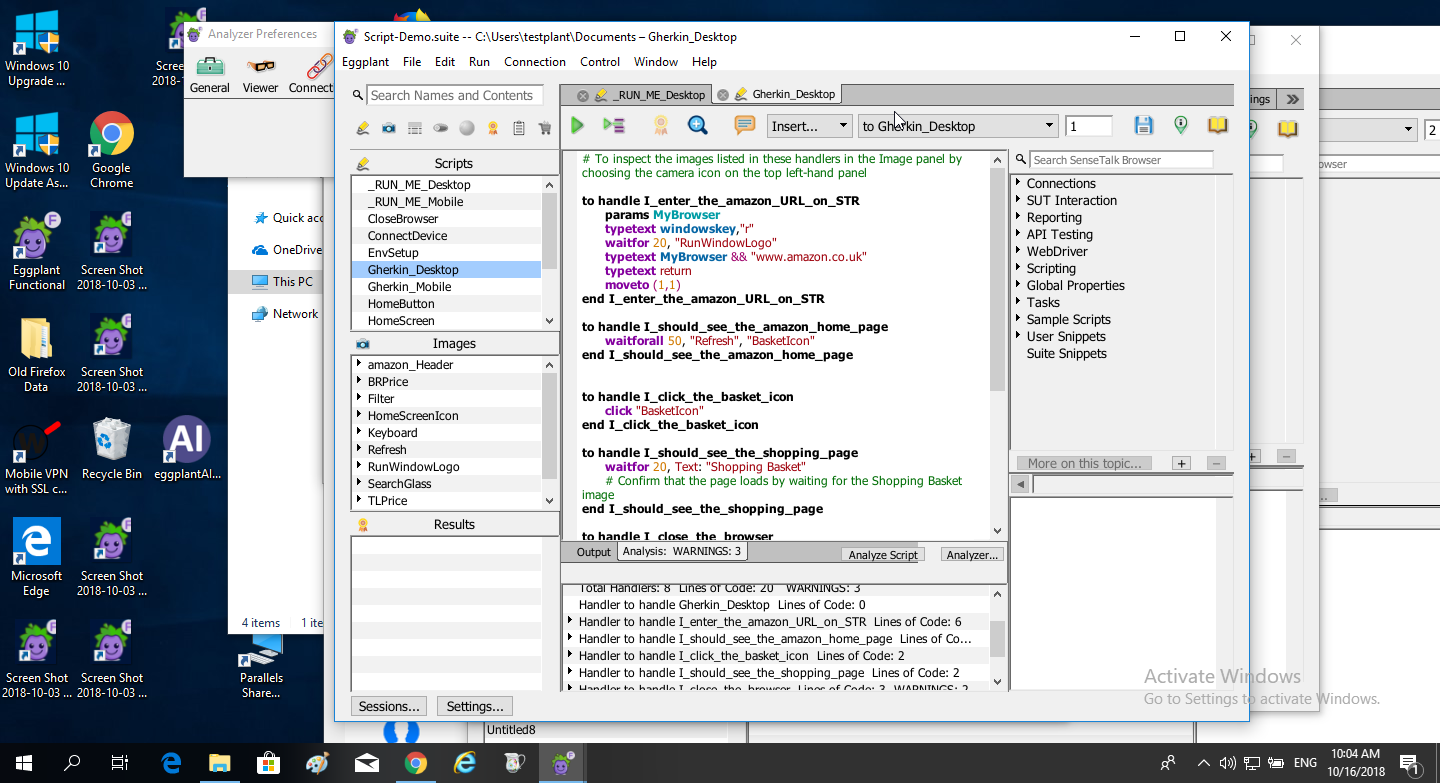 Windows 10
Upgrade ...
Screen
2018-10-
Windows 10
Update As...
Google
Chrome
Eggplant
Functional
Screen Shot
2018-10-03 ...
Old Firefox
Data
Screen Shot
2018-10-03 ...
Mobile VPN
with SSL c...
Recycle Bin
eggplantAI...
Microsoft
Edge
Screen Shot
2018-10-03 ...
Screen Shot
2018-10-03 ...
Screen Shot
2018-10-03 ...
Parallels
Share...
Analyzer Preferences
General
Viewer
Connect
Quick acc
OneDrive
This PC
Network
4 items
1 ite
Script-Demo.suite -- C:\Users\testplant\Documents – Gherkin_Desktop
Eggplant File Edit Run Connection Control Window Help
Search Names and Contents
Scripts
_RUN_ME_Desktop
_RUN_ME_Mobile
CloseBrowser
ConnectDevice
EnvSetup
Gherkin_Desktop
Gherkin_Mobile
HomeButton
HomeScreen
Images
amazon_Header
BRPrice
Filter
HomeScreenIcon
Keyboard
Refresh
RunWindowLogo
SearchGlass
TLPrice
Results
Sessions...
Settings...
_RUN_ME_Desktop
Gherkin_Desktop
Insert...
to Gherkin_Desktop
1
# To inspect the images listed in these handlers in the Image panel by
choosing the camera icon on the top left-hand panel
to handle I_enter_the_amazon_URL_on_STR
params MyBrowser
typetext windowskey,"r"
waitfor 20, "RunWindowLogo"
typetext MyBrowser && "www.amazon.co.uk"
typetext return
moveto (1,1)
end I_enter_the_amazon_URL_on_STR
to handle I_should_see_the_amazon_home_page
waitforall 50, "Refresh", "BasketIcon"
end I_should_see_the_amazon_home_page
to handle I_click_the_basket_icon
click "BasketIcon"
end I_click_the_basket_icon
to handle I_should_see_the_shopping_page
waitfor 20, Text: "Shopping Basket"
# Confirm that the page loads by waiting for the Shopping Basket
image
end I_should_see_the_shopping_page
to handle I_close_the_browser
Output
Analysis: WARNINGS: 3
Analyze Script
Analyzer...
Total Handlers: 8 Lines of Code: 20 WARNINGS: 3
Handler to handle Gherkin_Desktop Lines of Code: 0
Handler to handle I_enter_the_amazon_URL_on_STR Lines of Code: 6
Handler to handle I_should_see_the_amazon_home_page Lines of Co...
Handler to handle I_click_the_basket_icon Lines of Code: 2
Handler to handle I_should_see_the_shopping_page Lines of Code: 2
Handler to handle I_close_the_browser Lines of Code: 3 WARNINGS: 2
Search SenseTalk Browser
Connections
SUT Interaction
Reporting
API Testing
WebDriver
Scripting
Global Properties
Tasks
Sample Scripts
User Snippets
Suite Snippets
More on this topic...
ngs
2
owser
Untitled8
Activate Windows
Go to Settings to activate Windows.
ENG
10:04 AM
10/16/2018
1